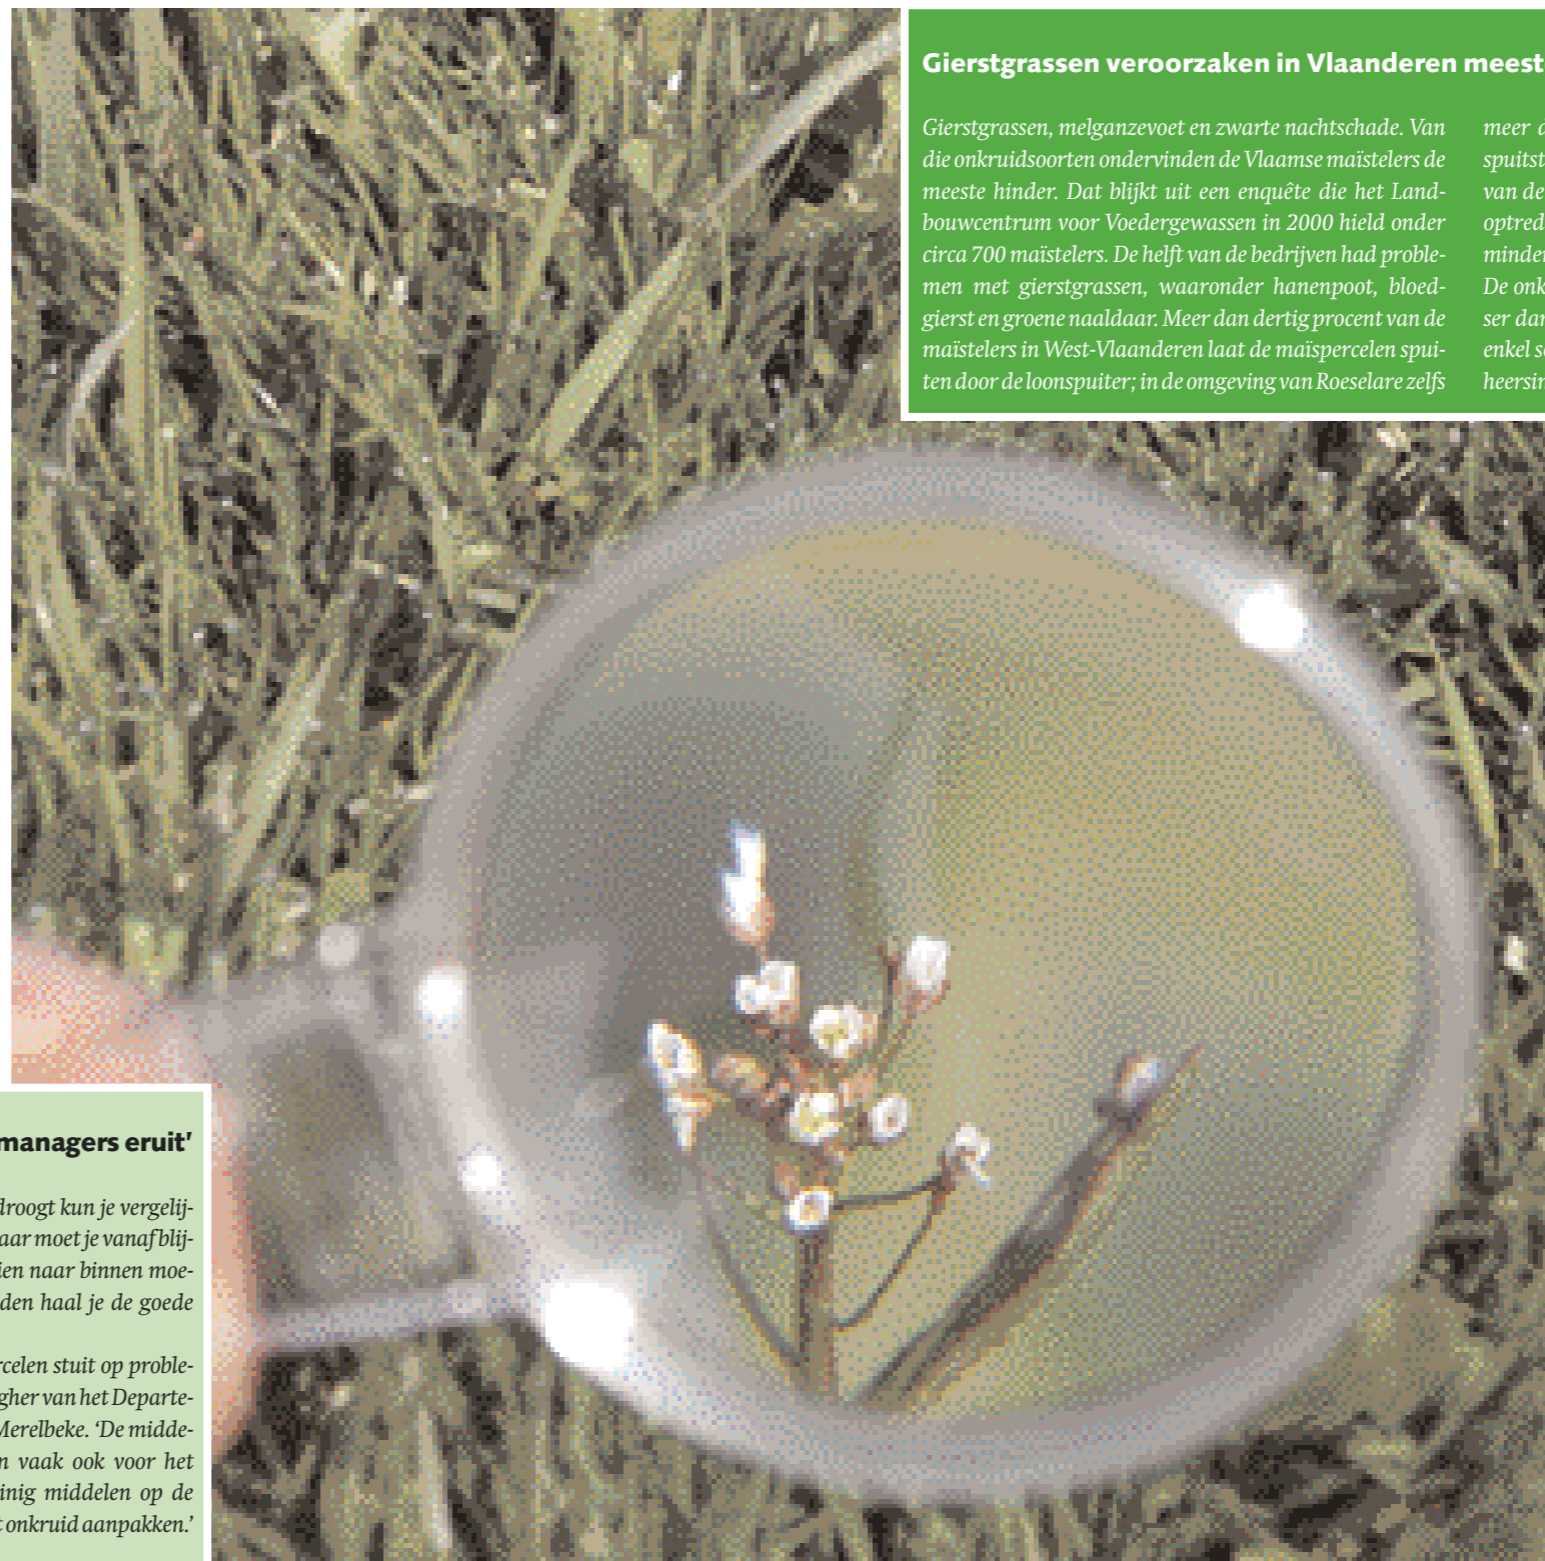 Gierstgrassen veroorzaken in Vlaanderen meest
Gierstgrassen, melganzevoet en zwarte nachtschade. Van
die onkruidsoorten ondervinden de Vlaamse maïstelers de
meeste hinder. Dat blijkt uit een enquête die het Land-
bouwcentrum voor Voedergewassen in 2000 hield onder
circa 700 maïstelers. De helft van de bedrijven had proble-
men met gierstgrassen, waaronder hanenpoot, bloed-
gierst en groene naaldaar. Meer dan dertig procent van de
maïstelers in West-Vlaanderen laat de maïspercelen spui-
ten door de loonspuiter; in de omgeving van Roeselare zelfs
meer d
spuitst
van de
optred
minder
De onk
ser dan
enkel se
heersin
managers eruit'
droogt kun je vergelij-
aar moet je vanaf blij-
ien naar binnen moe-
den haal je de goede
rcelen stuit op proble-
gher van het Departe-
Merelbeke. ‘De midde-
n vaak ook voor het
inig middelen op de
t onkruid aanpakken.’